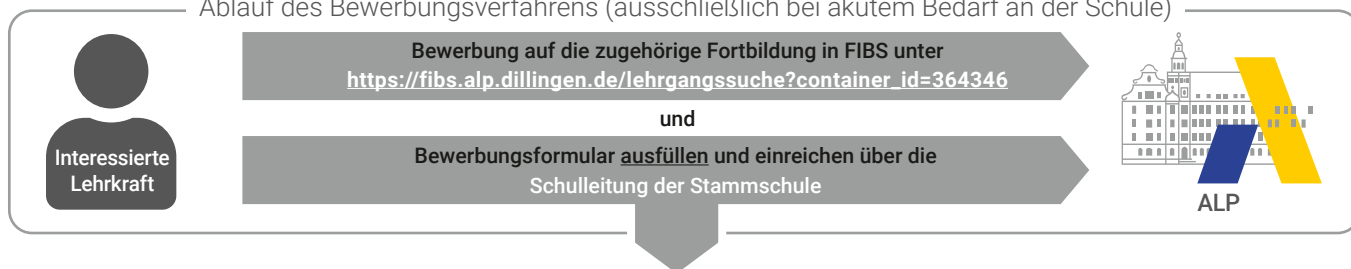 Ablauf des Bewerbungsverfahrens (ausschließlich bei akutem Bedarf an der Schule)
Bewerbung auf die zugehörige Fortbildung in FIBS unter
https://fibs.alp.dillingen.de/lehrgangssuche?container_id=364346
und
Interessierte
Lehrkraft
Bewerbungsformular ausfüllen und einreichen über die
Schulleitung der Stammschule
ALP